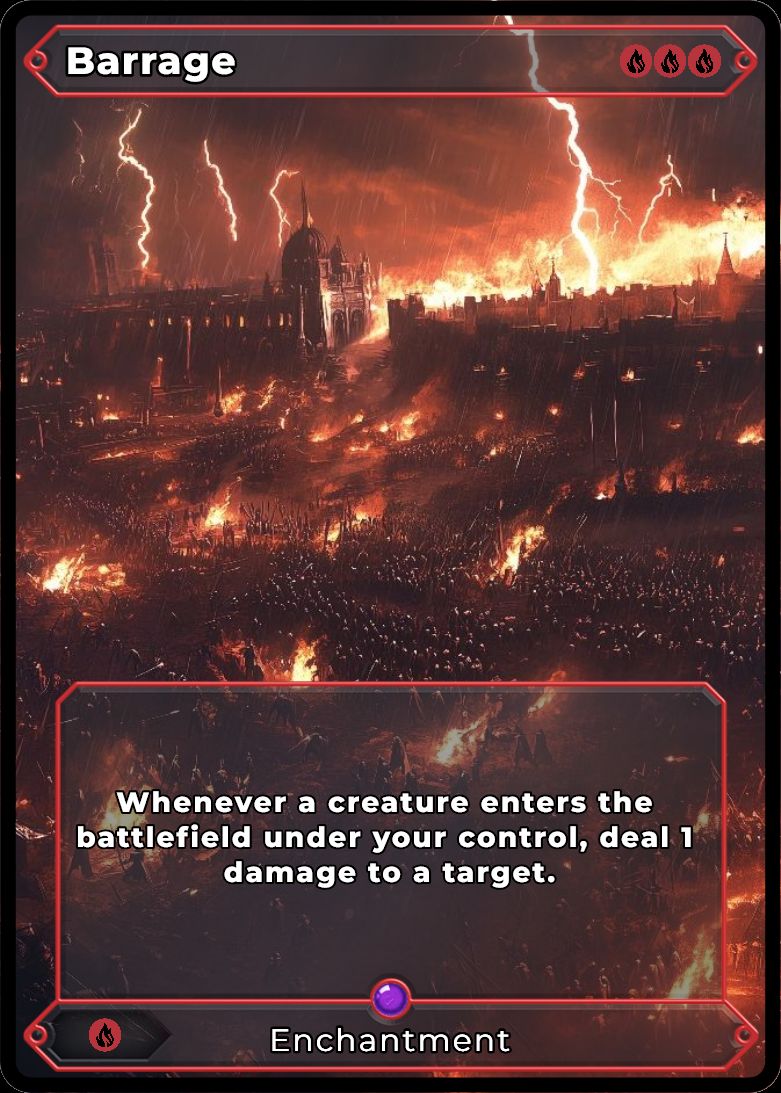 Barrage
Whenever a creature enters the
battlefield under your control, deal 1
damage to a target.
Enchantment